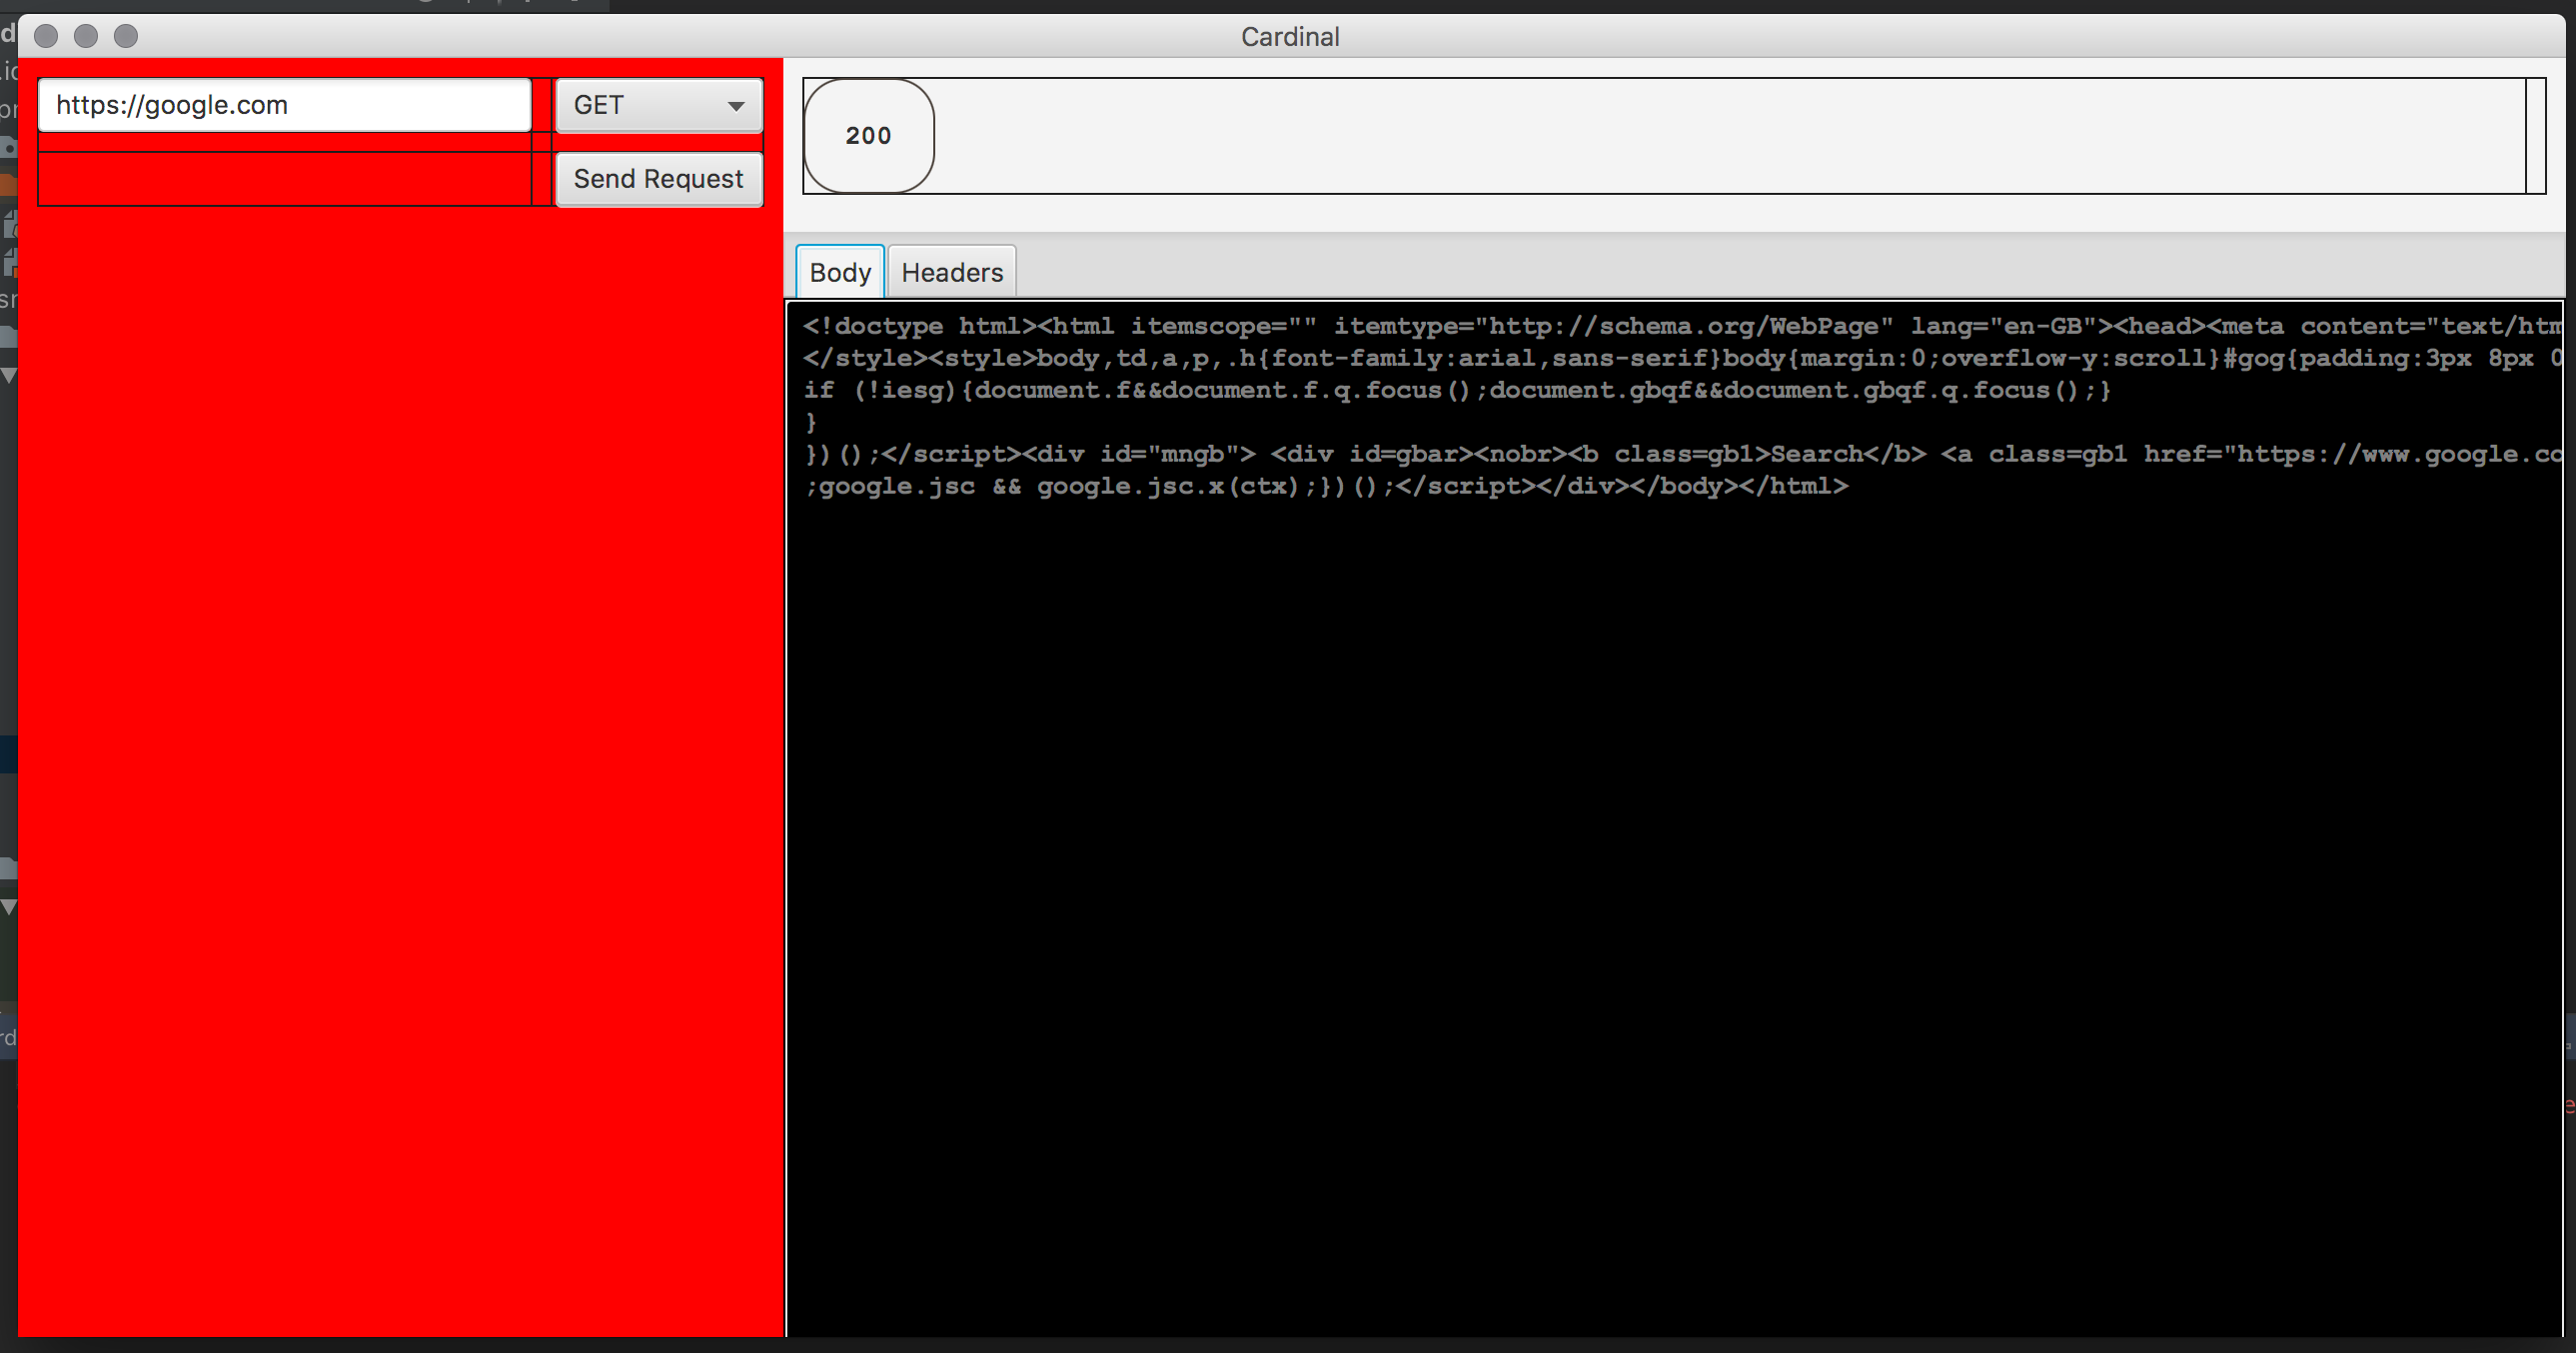 Cardinal
https://google.com
GET
Send Request
200
Body
Headers
<!doctype html><html itemscope="" itemtype="http://schema.org/WebPage" lang="en-GB"><head><meta content="text/htm
</style><style>body,td,a,p,.h{font-family:arial,sans-serif}body{margin:0;overflow-y:scroll}#gog{padding:3px 8px 0
if (!iesg){document.f&&document.f.q.focus();document.gbqf&&document.gbqf.q.focus();}
}
})();</script><div id="mngb"> <div id=gbar><nobr><b class=gb1>Search</b> <a class=gb1 href="https://www.google.co
;google.jsc && google.jsc.x(ctx);})();</script></div></body></html>